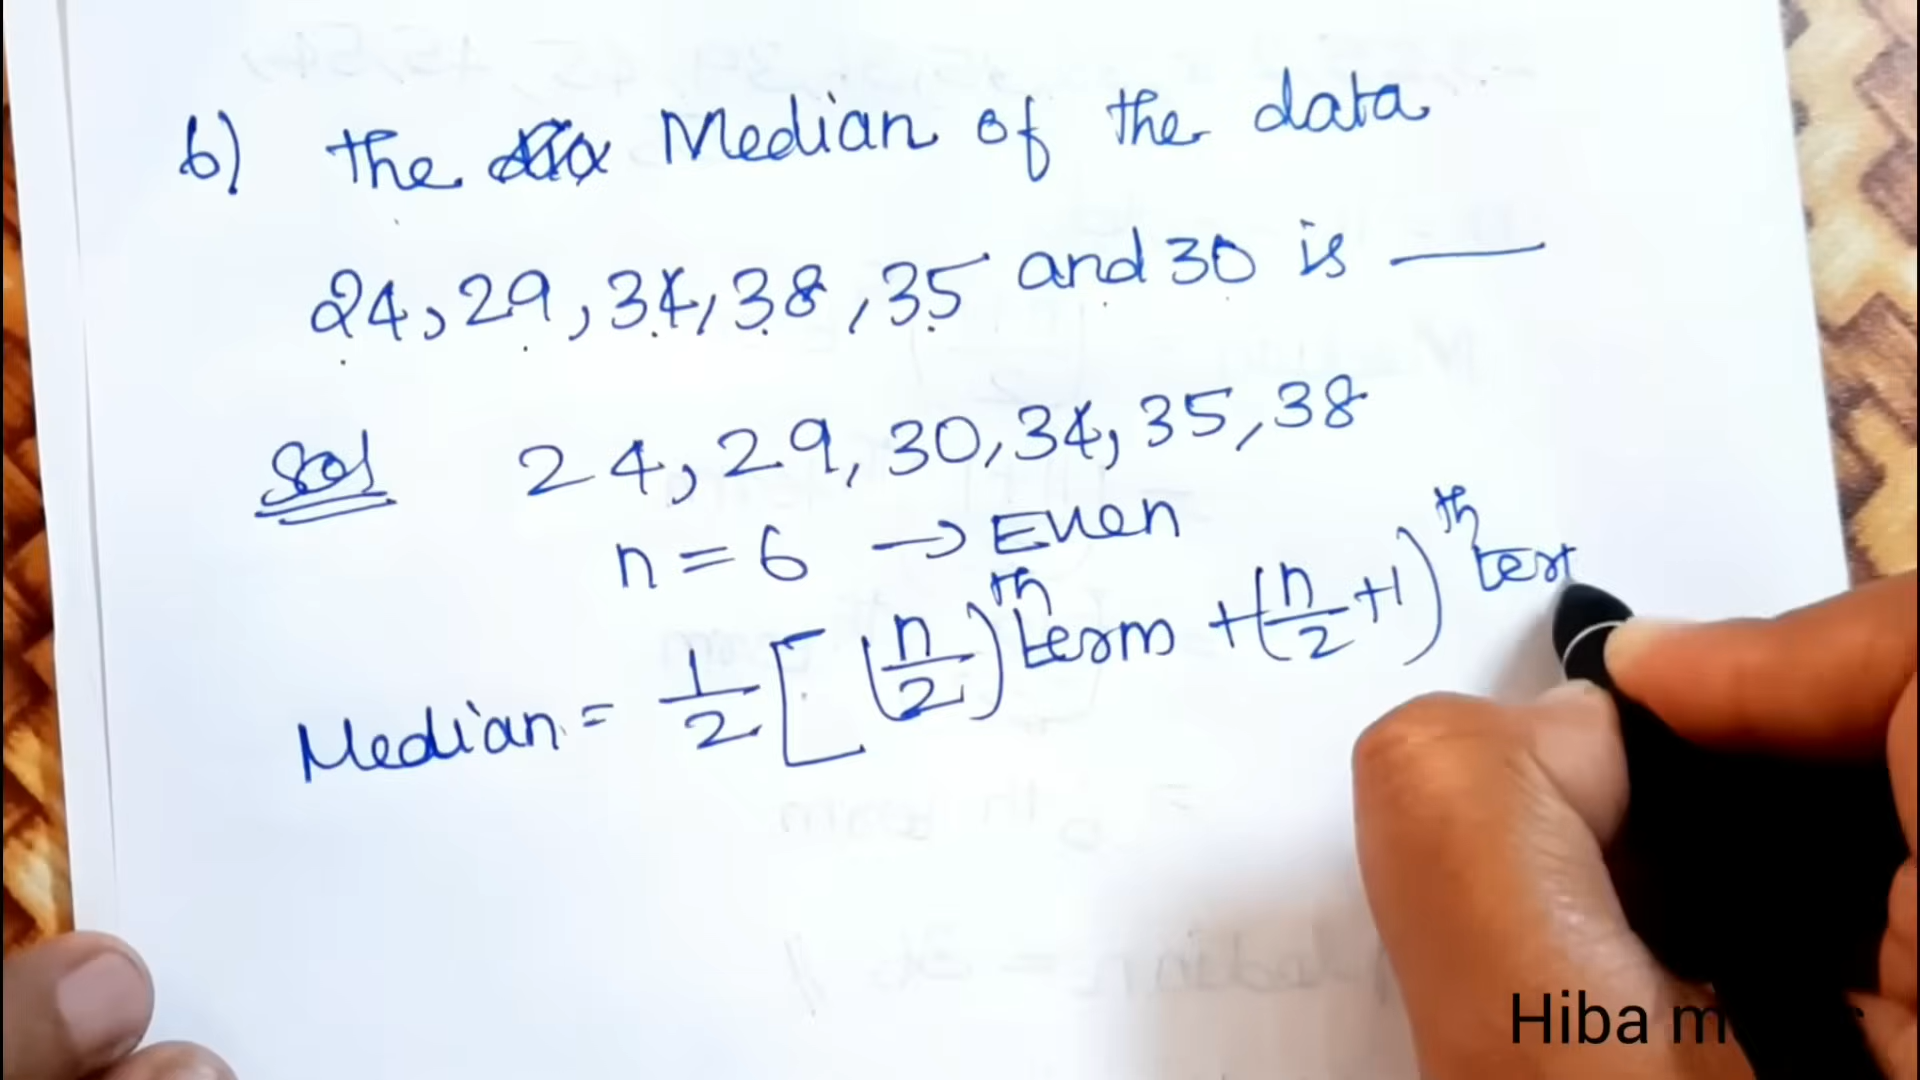 b) the Median of the data
24, 29, 34, 38, 35 and 30 is ___
Sol 24, 29, 30, 34, 35, 38
n = 6 → Even
Median = 1/2 [ (n/2)th term + (n/2 + 1)th ter
Hiba m